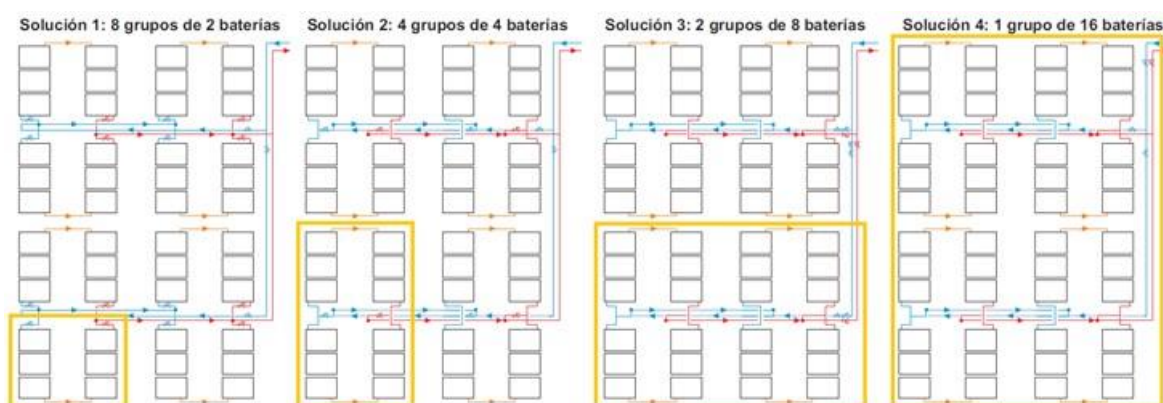 Solución 1: 8 grupos de 2 baterías
Solución 2: 4 grupos de 4 baterías
Solución 3: 2 grupos de 8 baterías
Solución 4: 1 grupo de 16 baterías